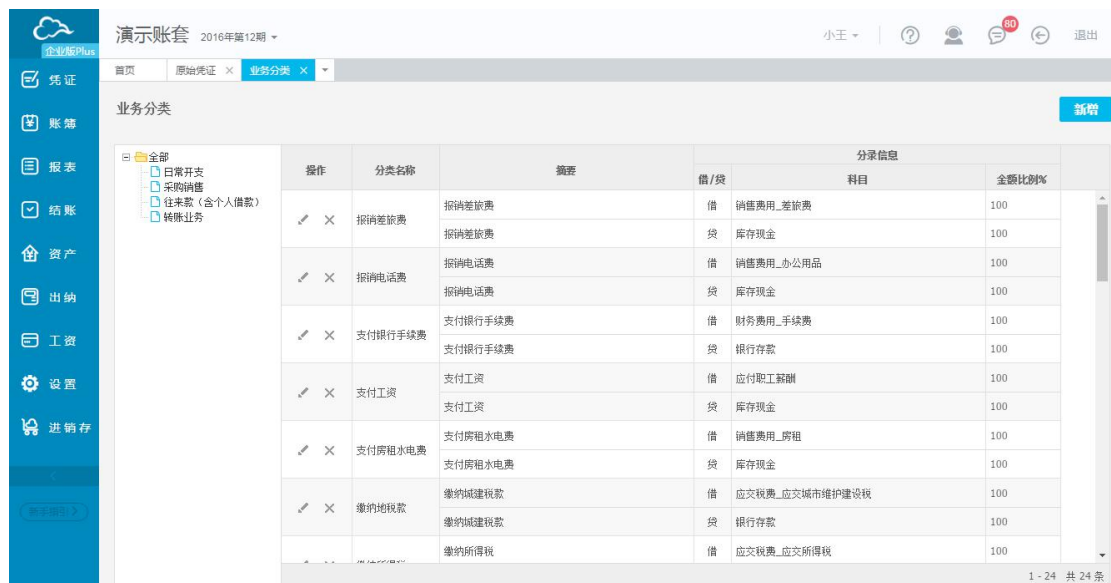 演示账套 2016年第12期
小王
80
退出
企业版Plus
凭证
账簿
报表
结账
资产
出纳
工资
设置
进销存
新手指引
首页 原始凭证 × 业务分类 ×
业务分类
新增
全部
日常开支
采购销售
往来款（含个人借款）
转账业务
操作 分类名称 摘要 分录信息
借/贷 科目 金额比例%
报销差旅费 报销差旅费 借 销售费用_差旅费 100
报销差旅费 贷 库存现金 100
报销电话费 报销电话费 借 销售费用_办公用品 100
报销电话费 贷 库存现金 100
支付银行手续费 支付银行手续费 借 财务费用_手续费 100
支付银行手续费 贷 银行存款 100
支付工资 支付工资 借 应付职工薪酬 100
支付工资 贷 库存现金 100
支付房租水电费 支付房租水电费 借 销售费用_房租 100
支付房租水电费 贷 库存现金 100
缴纳地税款 缴纳城建税款 借 应交税费_应交城市维护建设税 100
缴纳城建税款 贷 银行存款 100
缴纳所得税 借 应交税费_应交所得税 100
1 - 24 共 24 条